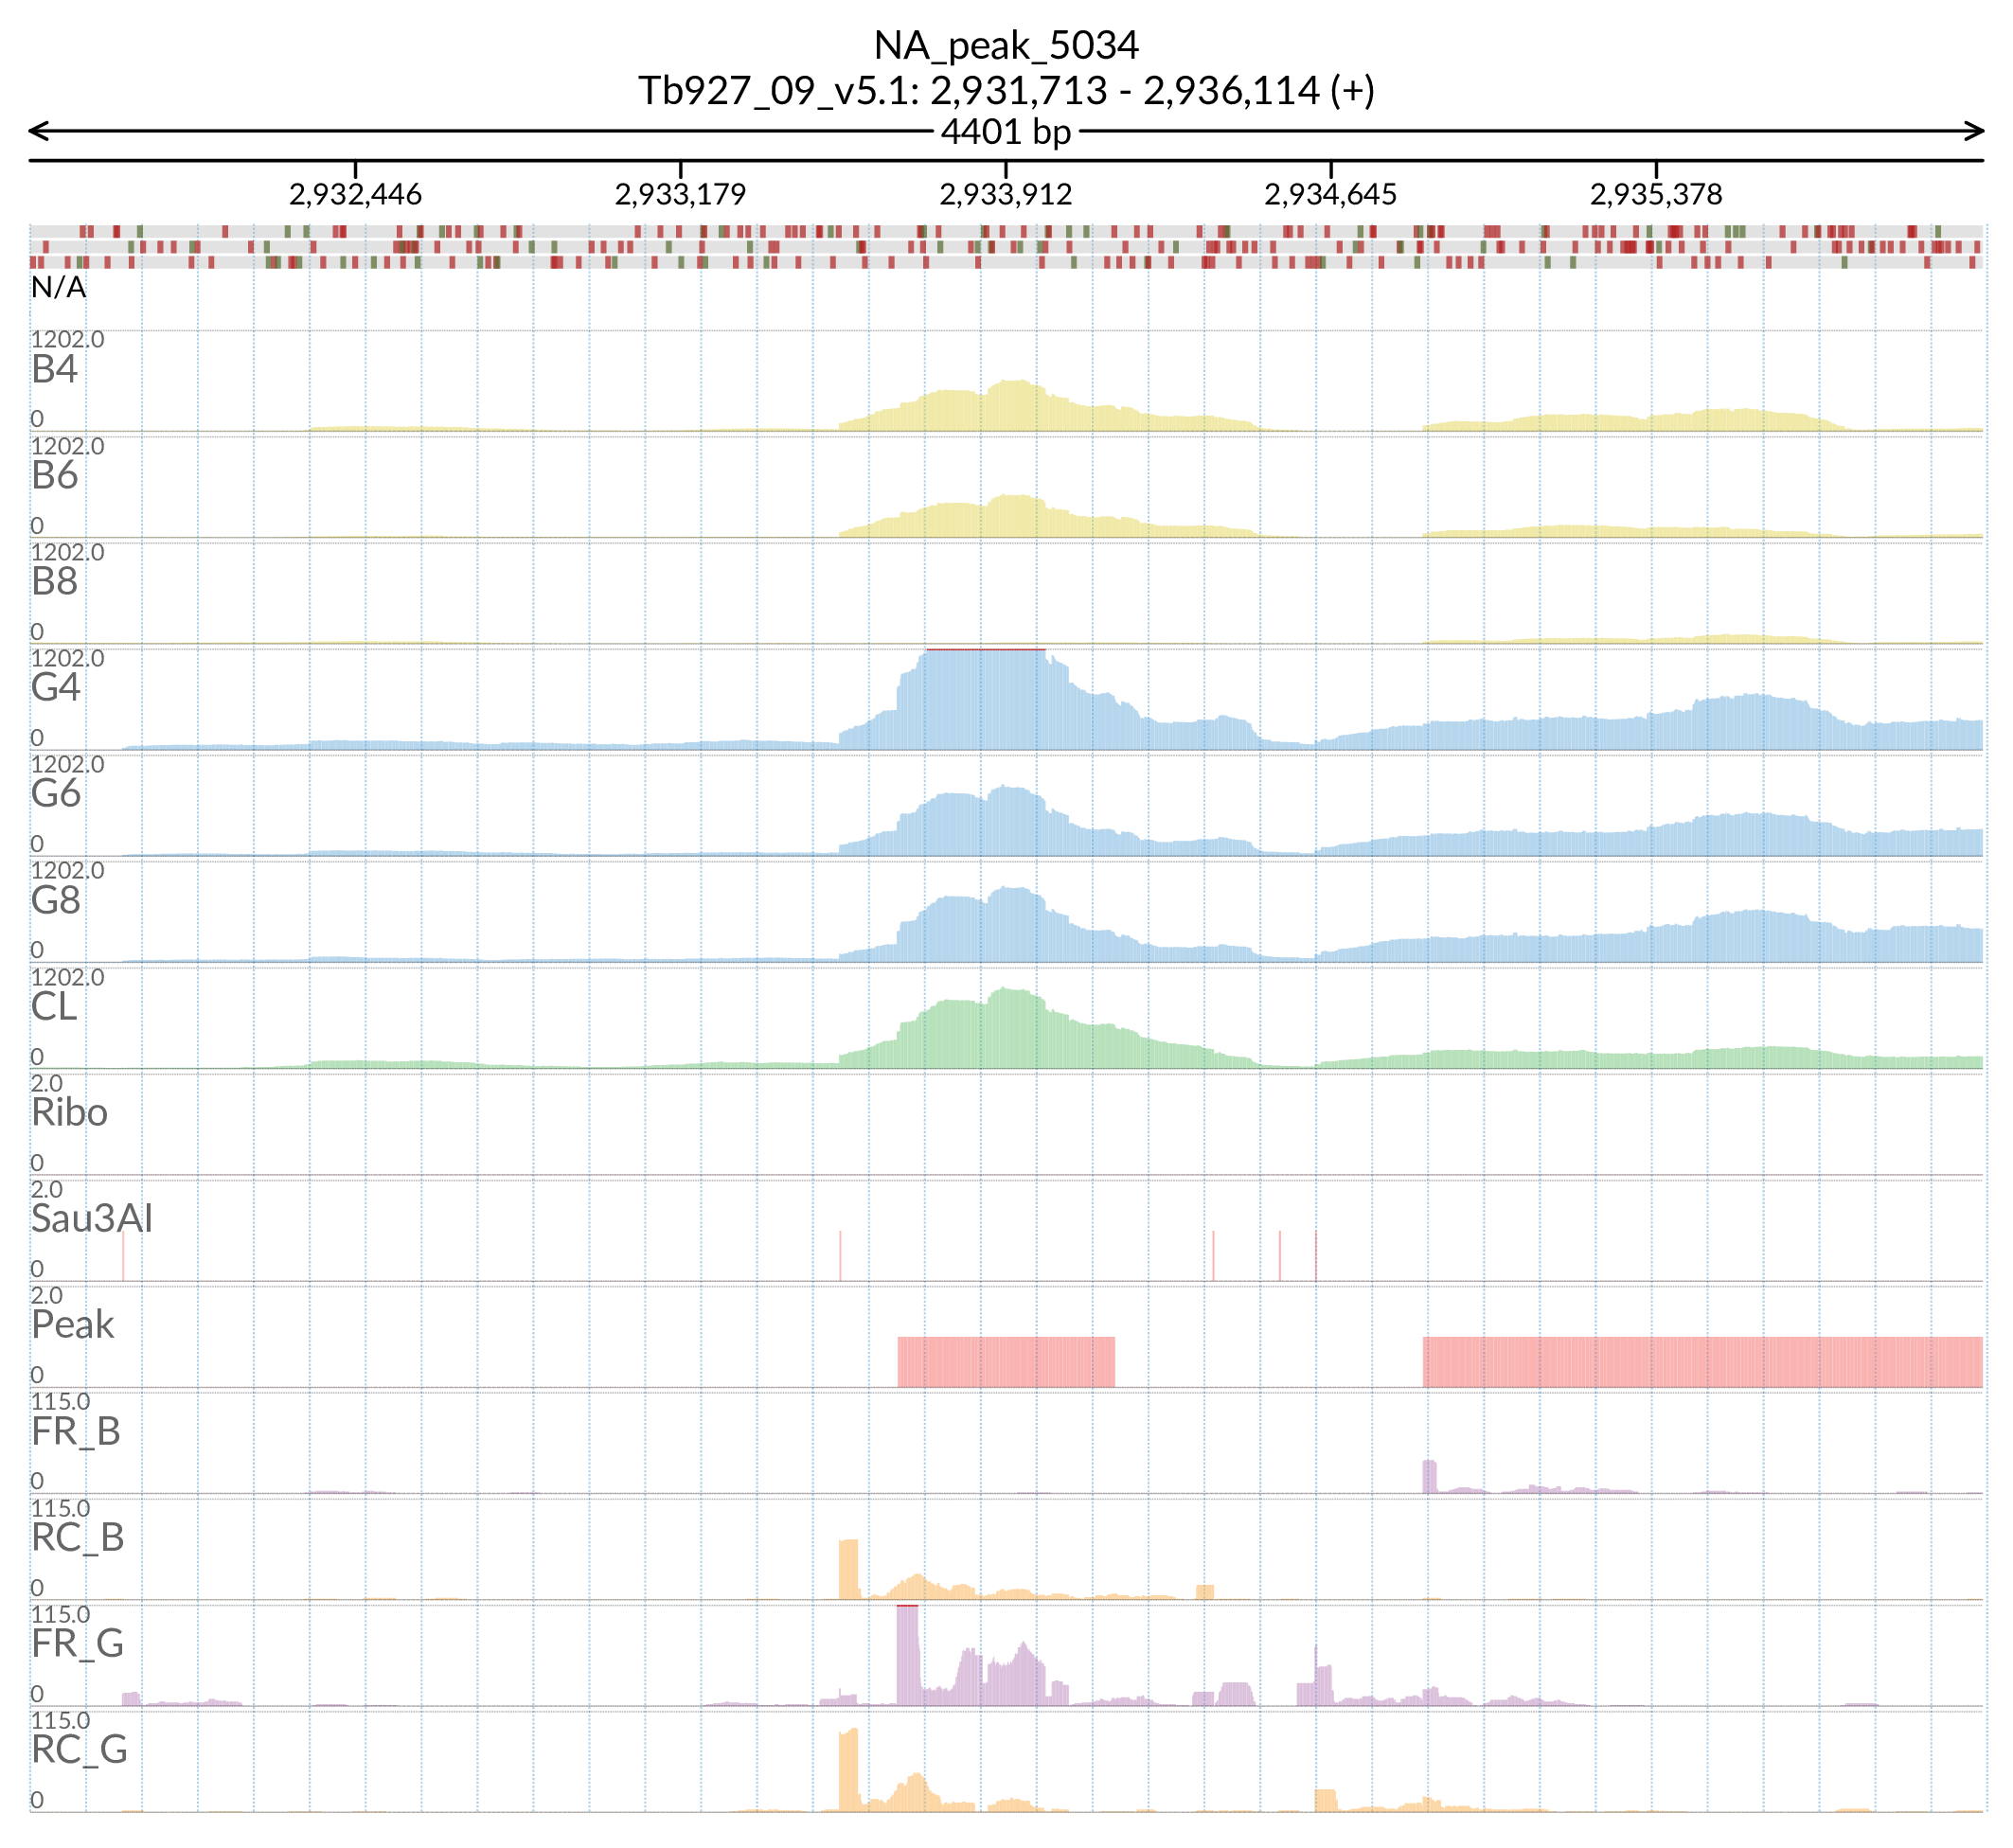 NA_peak_5034
Tb927_09_v5.1: 2,931,713 - 2,936,114 (+)
4401 bp
2,932,446 2,933,179 2,933,912 2,934,645 2,935,378
N/A
1202.0
B4
0
1202.0
B6
0
1202.0
B8
0
1202.0
G4
0
1202.0
G6
0
1202.0
G8
0
1202.0
CL
0
2.0
Ribo
0
2.0
Sau3AI
0
2.0
Peak
0
115.0
FR_B
0
115.0
RC_B
0
115.0
FR_G
0
115.0
RC_G
0